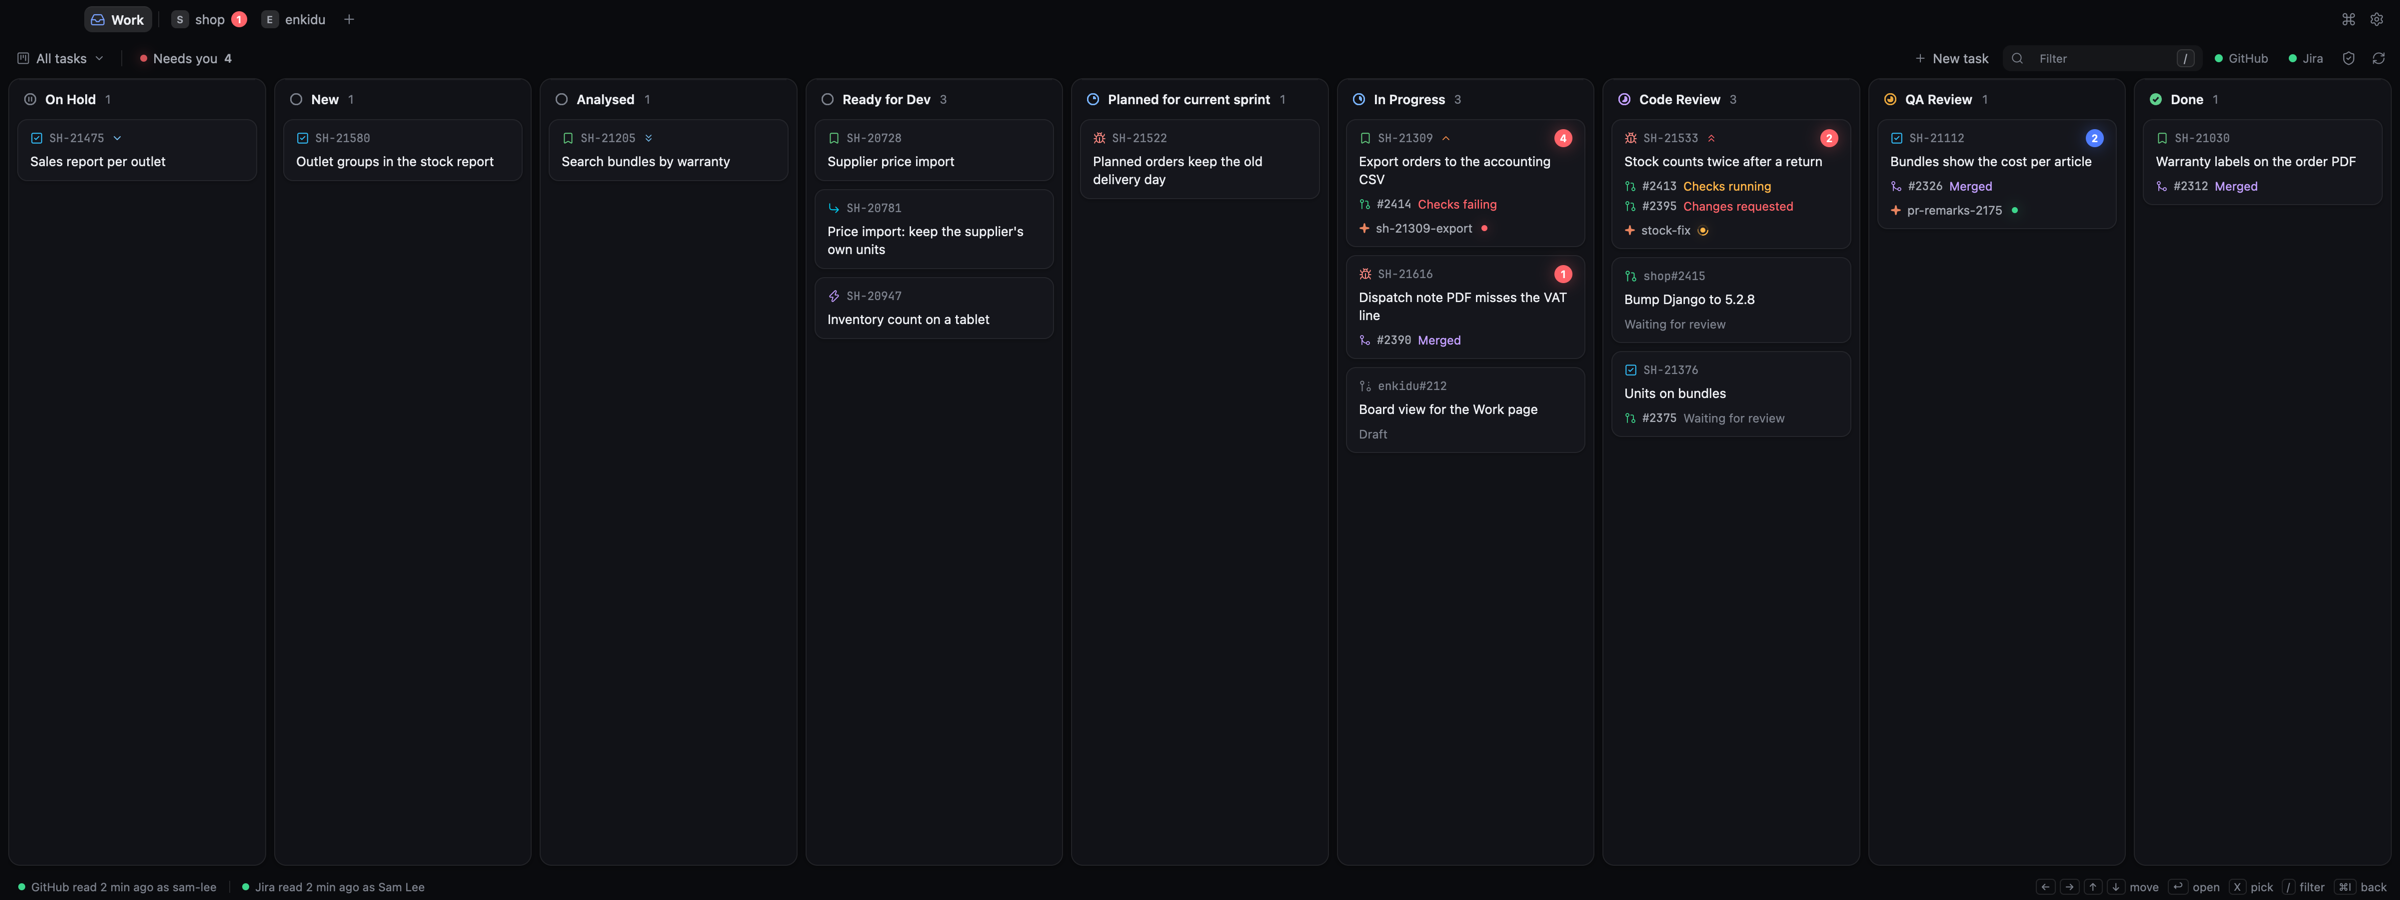 Work
S shop 1
E enkidu
All tasks
Needs you 4
New task
Filter /
GitHub
Jira
On Hold 1
SH-21475
Sales report per outlet
New 1
SH-21580
Outlet groups in the stock report
Analysed 1
SH-21205
Search bundles by warranty
Ready for Dev 3
SH-20728
Supplier price import
SH-20781
Price import: keep the supplier's
own units
SH-20947
Inventory count on a tablet
Planned for current sprint 1
SH-21522
Planned orders keep the old
delivery day
In Progress 3
SH-21309 4
Export orders to the accounting
CSV
#2414 Checks failing
sh-21309-export
SH-21616 1
Dispatch note PDF misses the VAT
line
#2390 Merged
enkidu#212
Board view for the Work page
Draft
Code Review 3
SH-21533 2
Stock counts twice after a return
#2413 Checks running
#2395 Changes requested
stock-fix
shop#2415
Bump Django to 5.2.8
Waiting for review
SH-21376
Units on bundles
#2375 Waiting for review
QA Review 1
SH-21112 2
Bundles show the cost per article
#2326 Merged
pr-remarks-2175
Done 1
SH-21030
Warranty labels on the order PDF
#2312 Merged
GitHub read 2 min ago as sam-lee
Jira read 2 min ago as Sam Lee
← → ↑ ↓ move ↩ open X pick / filter ⌘I back